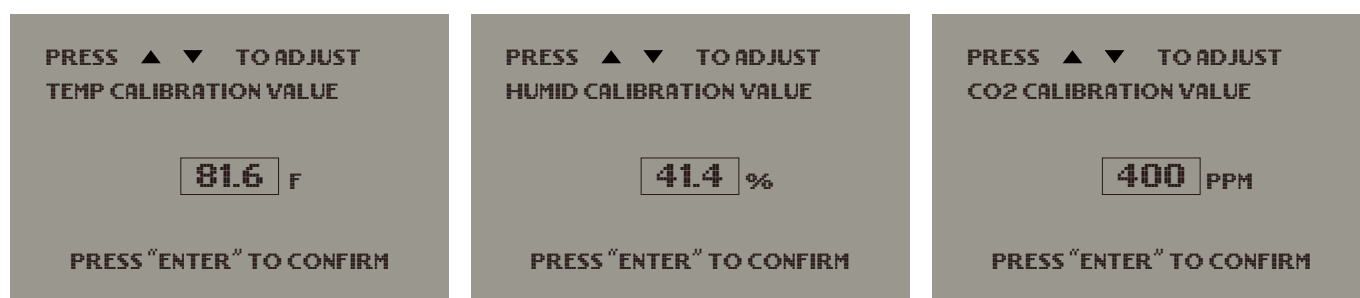 PRESS ▲ ▼ TO ADJUST
TEMP CALIBRATION VALUE
81.6 F
PRESS "ENTER" TO CONFIRM
PRESS ▲ ▼ TO ADJUST
HUMID CALIBRATION VALUE
41.4 %
PRESS "ENTER" TO CONFIRM
PRESS ▲ ▼ TO ADJUST
CO2 CALIBRATION VALUE
400 PPM
PRESS "ENTER" TO CONFIRM